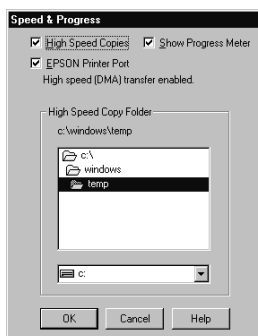 Speed & Progress
High Speed Copies Show Progress Meter
EPSON Printer Port
High speed (DMA) transfer enabled.
High Speed Copy Folder
c:\windows\temp
c:\
windows
temp
c:
OK Cancel Help